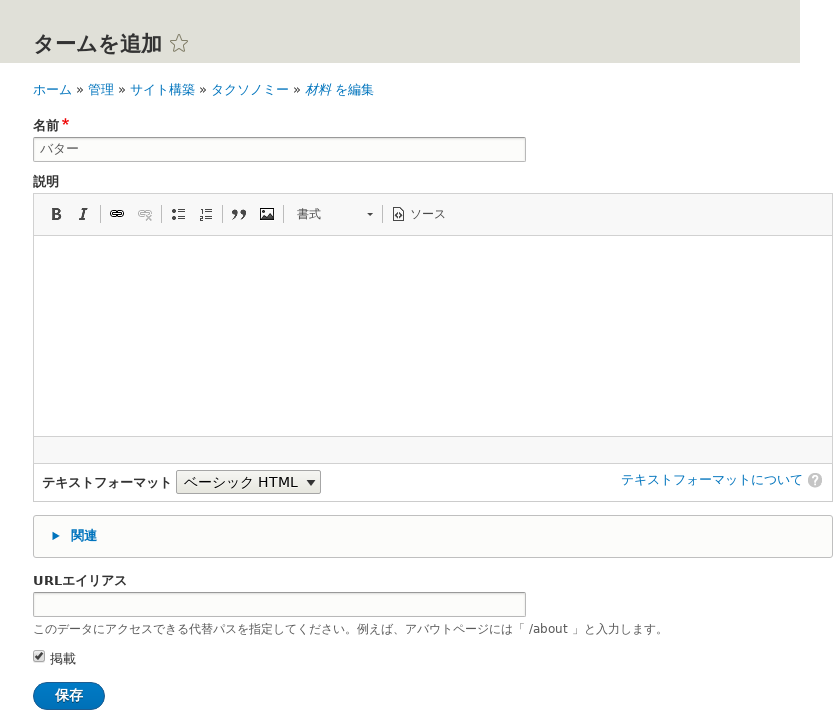 タームを追加
ホーム » 管理 » サイト構築 » タクソノミー » 材料 を編集
名前*
バター
説明
書式 ソース
テキストフォーマット ベーシック HTML テキストフォーマットについて ?
関連
URLエイリアス
このデータにアクセスできる代替パスを指定してください。例えば、アバウトページには「 /about 」と入力します。
掲載
保存